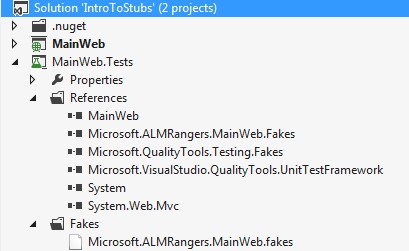 Solution 'IntroToStubs' (2 projects)
.nuget
MainWeb
MainWeb.Tests
Properties
References
MainWeb
Microsoft.ALMRangers.MainWeb.Fakes
Microsoft.QualityTools.Testing.Fakes
Microsoft.VisualStudio.QualityTools.UnitTestFramework
System
System.Web.Mvc
Fakes
Microsoft.ALMRangers.MainWeb.fakes